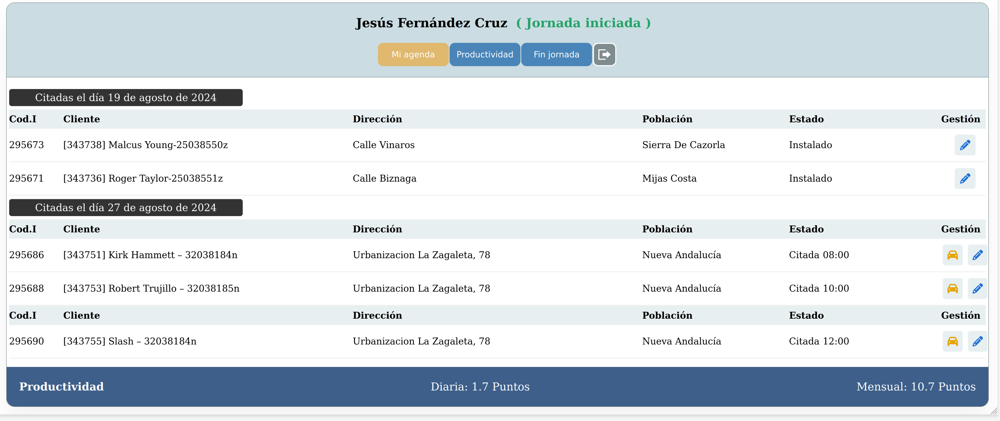 Jesús Fernández Cruz ( Jornada iniciada )
Mi agenda Productividad Fin jornada
Citadas el día 19 de agosto de 2024
Cod.I Cliente Dirección Población Estado Gestión
295673 [343738] Malcus Young-25038550z Calle Vinaros Sierra De Cazorla Instalado
295671 [343736] Roger Taylor-25038551z Calle Biznaga Mijas Costa Instalado
Citadas el día 27 de agosto de 2024
Cod.I Cliente Dirección Población Estado Gestión
295686 [343751] Kirk Hammett – 32038184n Urbanizacion La Zagaleta, 78 Nueva Andalucía Citada 08:00
295688 [343753] Robert Trujillo – 32038185n Urbanizacion La Zagaleta, 78 Nueva Andalucía Citada 10:00
Cod.I Cliente Dirección Población Estado Gestión
295690 [343755] Slash – 32038184n Urbanizacion La Zagaleta, 78 Nueva Andalucía Citada 12:00
Productividad Diaria: 1.7 Puntos Mensual: 10.7 Puntos